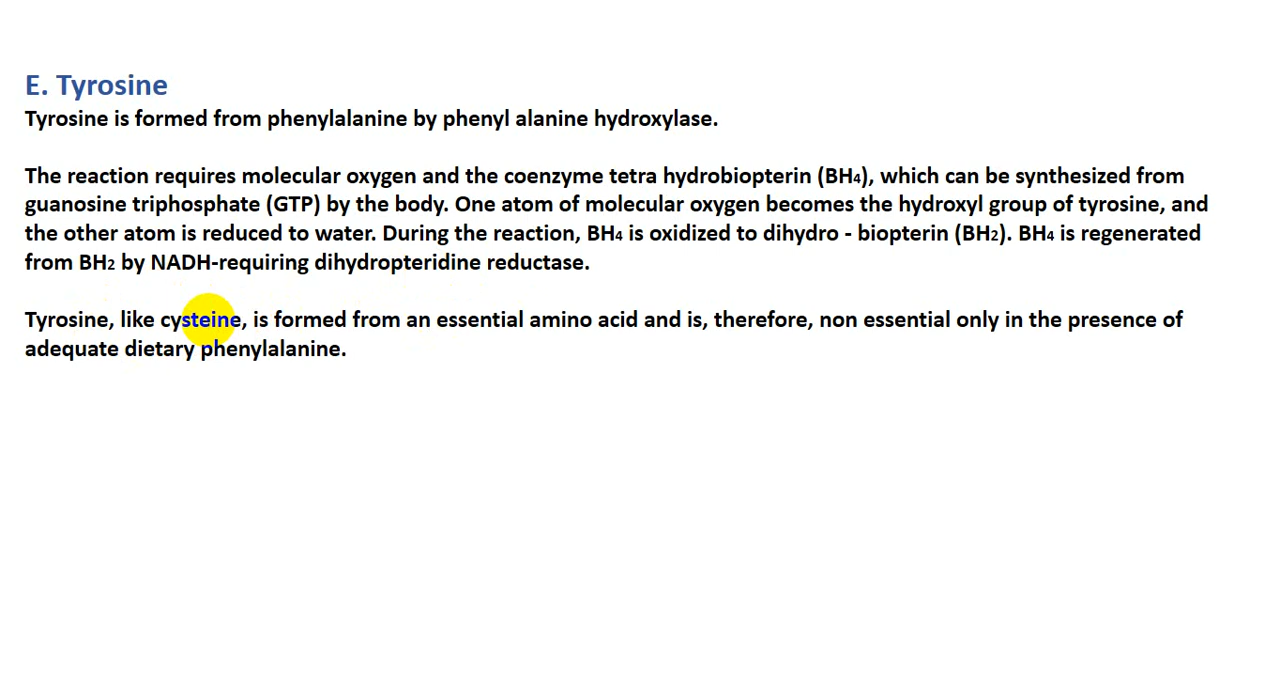 E. Tyrosine
Tyrosine is formed from phenylalanine by phenyl alanine hydroxylase.
The reaction requires molecular oxygen and the coenzyme tetra hydrobiopterin (BH4), which can be synthesized from
guanosine triphosphate (GTP) by the body. One atom of molecular oxygen becomes the hydroxyl group of tyrosine, and
the other atom is reduced to water. During the reaction, BH4 is oxidized to dihydro - biopterin (BH2). BH4 is regenerated
from BH2 by NADH-requiring dihydropteridine reductase.
Tyrosine, like cysteine, is formed from an essential amino acid and is, therefore, non essential only in the presence of
adequate dietary phenylalanine.